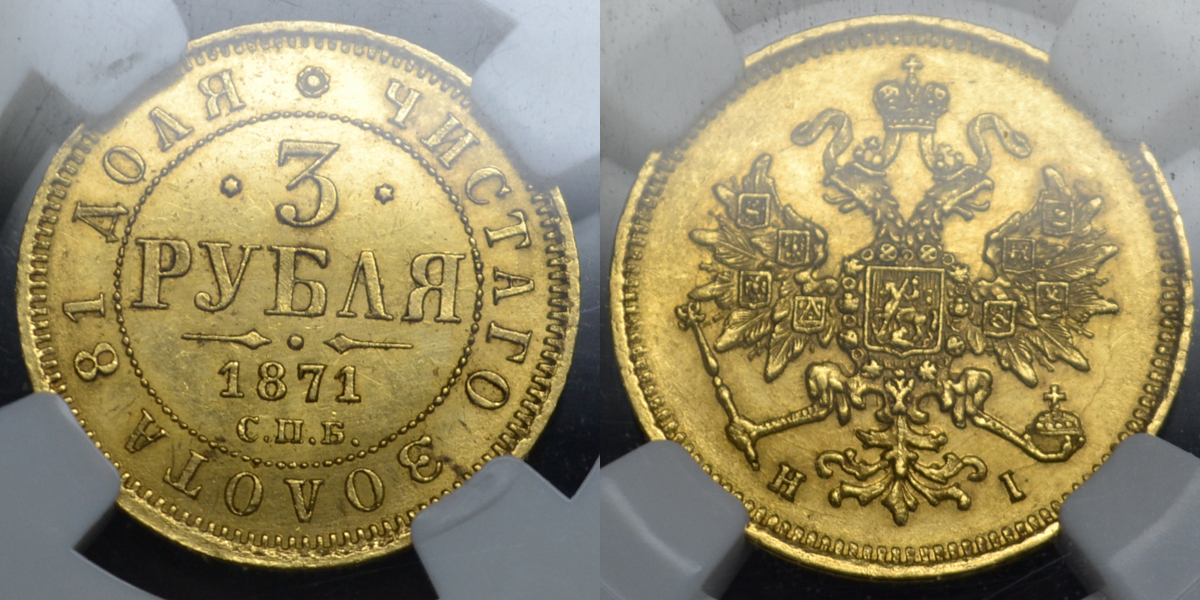 3
РУБЛЯ
1871
С.П.Б.
ЧИСТАГО ЗОЛОТА 81 ДОЛЯ
Н I